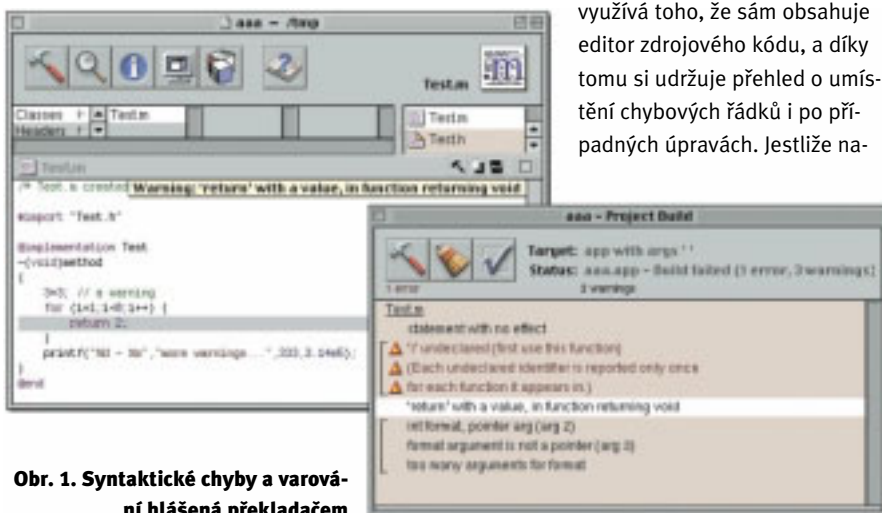 využívá toho, že sám obsahuje
editor zdrojového kódu, a díky
tomu si udržuje přehled o umís-
tění chybových řádků i po pří-
padných úpravách. Jestliže na-
aaa – /tmp
Test.m
Classes
Test.m
Headers
Test.m
Test.h
Test.m
/* Test.m created
Warning: 'return' with a value, in function returning void
#import "Test.h"
@implementation Test
-(void)method
{
3+3; // a warning
for (i=1;i<8;i++) {
return 2;
}
printf("%d - %s","more warnings...",333,3.14e5);
}
@end
aaa – Project Build
Target: app with args ' '
Status: aaa.app – Build failed (1 error, 3 warnings)
1 error
3 warnings
Test.m
statement with no effect
'i' undeclared (first use this function)
(Each undeclared identifier is reported only once
for each function it appears in.)
'return' with a value, in function returning void
int format, pointer arg (arg 2)
format argument is not a pointer (arg 3)
too many arguments for format
Obr. 1. Syntaktické chyby a varová-
ní hlášená překladačem